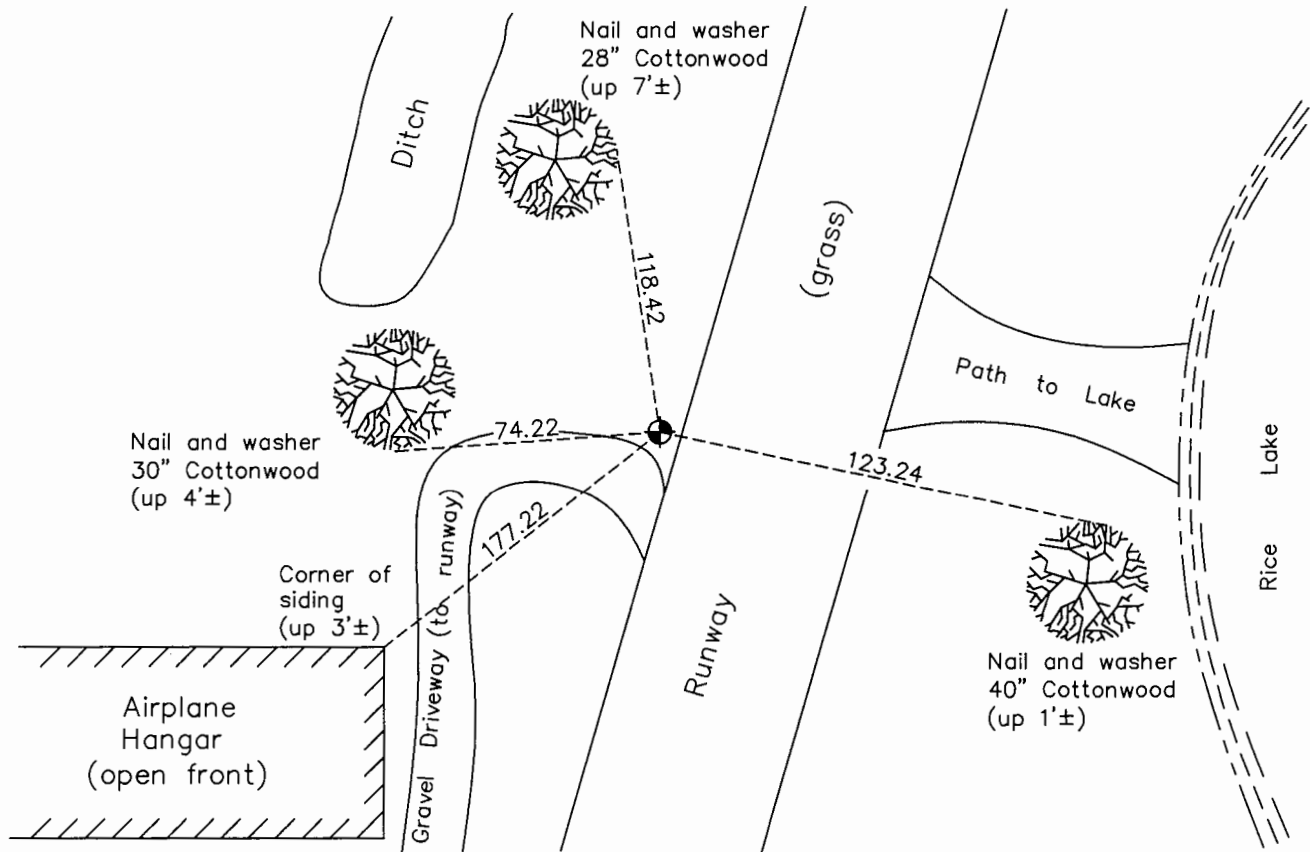 Nail and washer
28" Cottonwood
(up 7'±)
Ditch
(grass)
118.42
Path to Lake
Nail and washer
30" Cottonwood
(up 4'±)
74.22
123.24
Rice Lake
177.22
Corner of
siding
(up 3'±)
Gravel Driveway (to runway)
Runway
Nail and washer
40" Cottonwood
(up 1'±)
Airplane
Hangar
(open front)